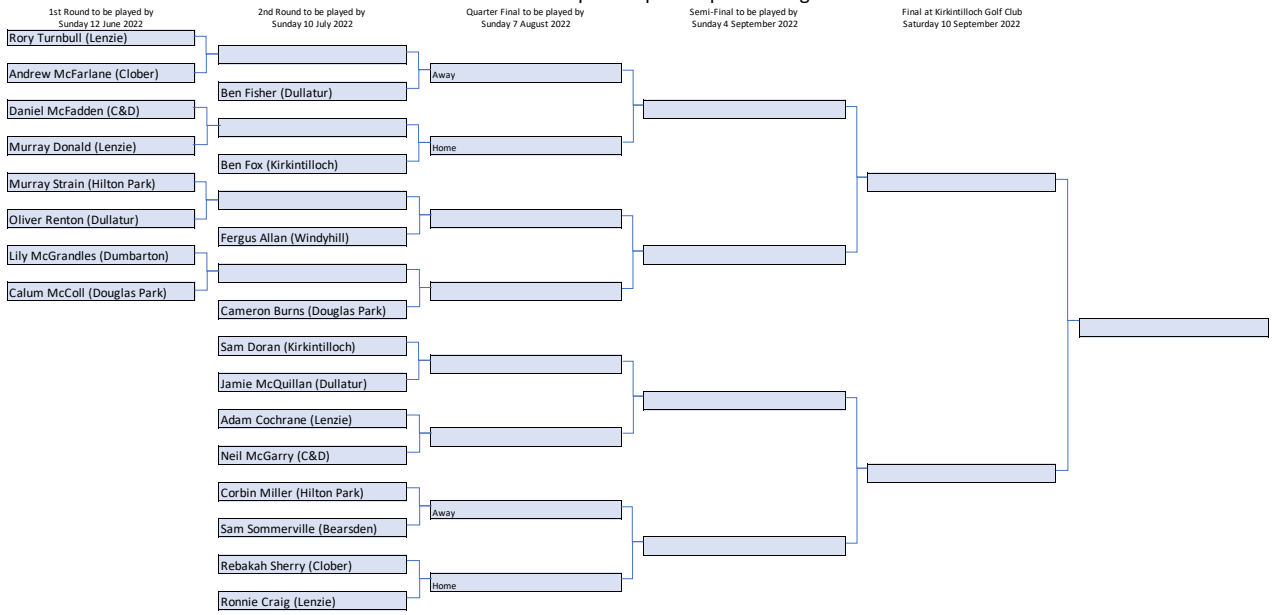 1st Round to be played by
Sunday 12 June 2022
2nd Round to be played by
Sunday 10 July 2022
Quarter Final to be played by
Sunday 7 August 2022
Semi-Final to be played by
Sunday 4 September 2022
Final at Kirkintilloch Golf Club
Saturday 10 September 2022
Rory Turnbull (Lenzie)
Andrew McFarlane (Clober)
Daniel McFadden (C&D)
Murray Donald (Lenzie)
Murray Strain (Hilton Park)
Oliver Renton (Dullatur)
Lily McGrandles (Dumbarton)
Calum McColl (Douglas Park)
Ben Fisher (Dullatur)
Ben Fox (Kirkintilloch)
Fergus Allan (Windyhill)
Cameron Burns (Douglas Park)
Sam Doran (Kirkintilloch)
Jamie McQuillan (Dullatur)
Adam Cochrane (Lenzie)
Neil McGarry (C&D)
Corbin Miller (Hilton Park)
Sam Sommerville (Bearsden)
Rebakah Sherry (Clober)
Ronnie Craig (Lenzie)
Away
Home
Away
Home